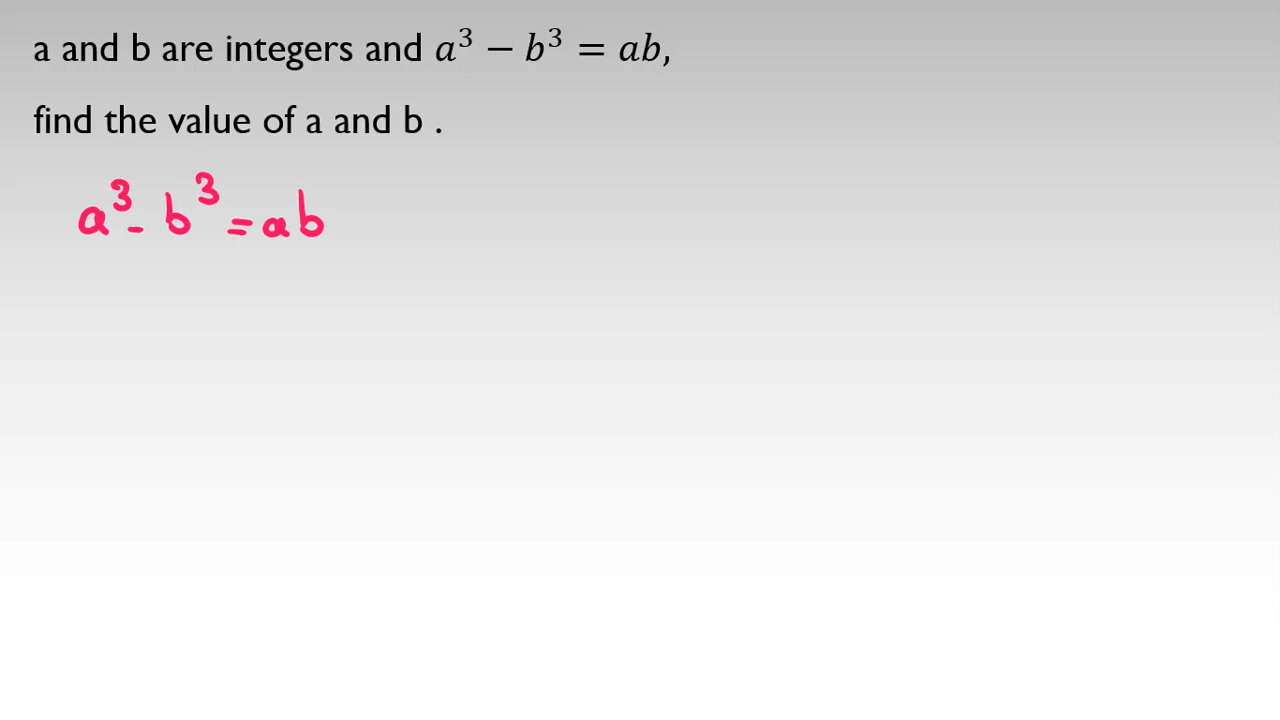 a and b are integers and 𝑎³ − 𝑏³ = 𝑎𝑏,
find the value of a and b .
a³- b³ = ab